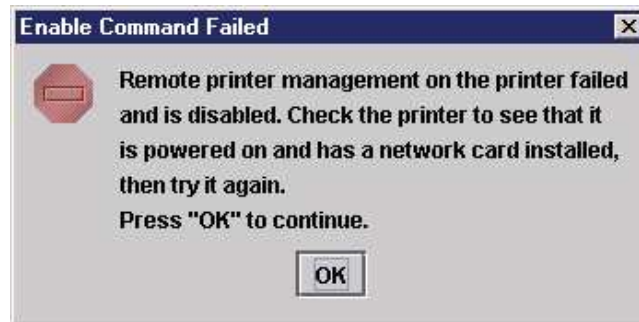 Enable Command Failed
Remote printer management on the printer failed
and is disabled. Check the printer to see that it
is powered on and has a network card installed,
then try it again.
Press "OK" to continue.
OK